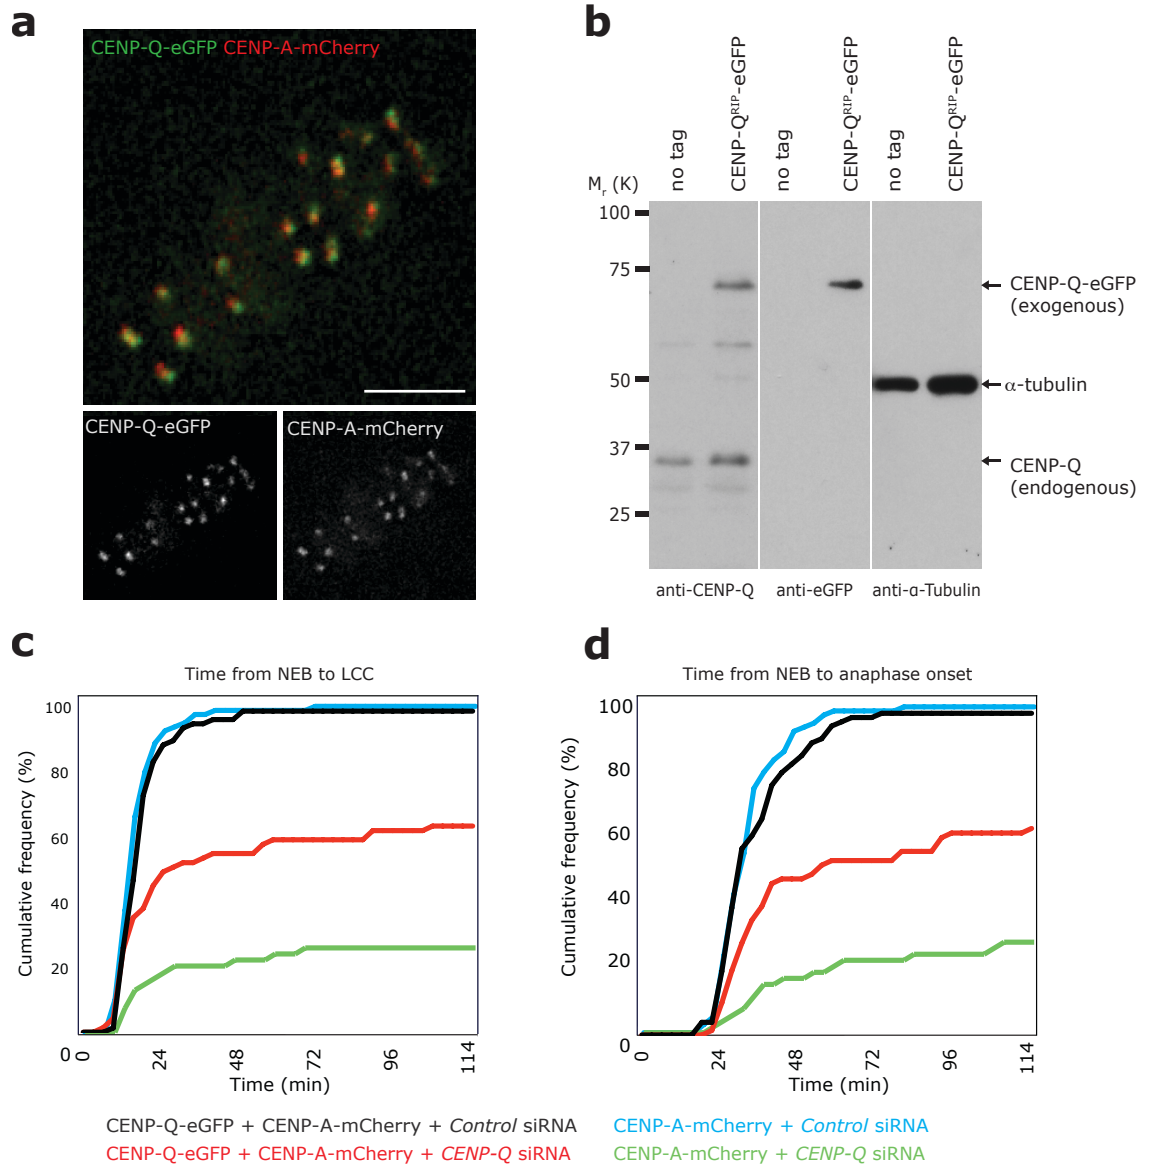 a
CENP-Q-eGFP CENP-A-mCherry
CENP-Q-eGFP
CENP-A-mCherry
b
no tag
CENP-Qᴿᴵᴾ-eGFP
no tag
CENP-Qᴿᴵᴾ-eGFP
no tag
CENP-Qᴿᴵᴾ-eGFP
Mr (K)
100
75
50
37
25
CENP-Q-eGFP
(exogenous)
α-tubulin
CENP-Q
(endogenous)
anti-CENP-Q anti-eGFP anti-α-Tubulin
c
Time from NEB to LCC
Cumulative frequency (%)
100
80
60
40
20
0
0 24 48 72 96 114
Time (min)
d
Time from NEB to anaphase onset
Cumulative frequency (%)
100
80
60
40
20
0
0 24 48 72 96 114
Time (min)
CENP-Q-eGFP + CENP-A-mCherry + Control siRNA
CENP-A-mCherry + Control siRNA
CENP-Q-eGFP + CENP-A-mCherry + CENP-Q siRNA
CENP-A-mCherry + CENP-Q siRNA